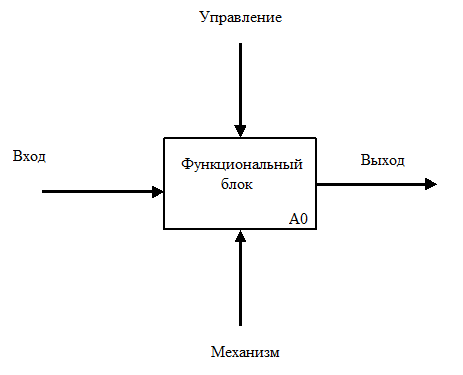 Управление
Вход
Функциональный
блок
Выход
A0
Механизм